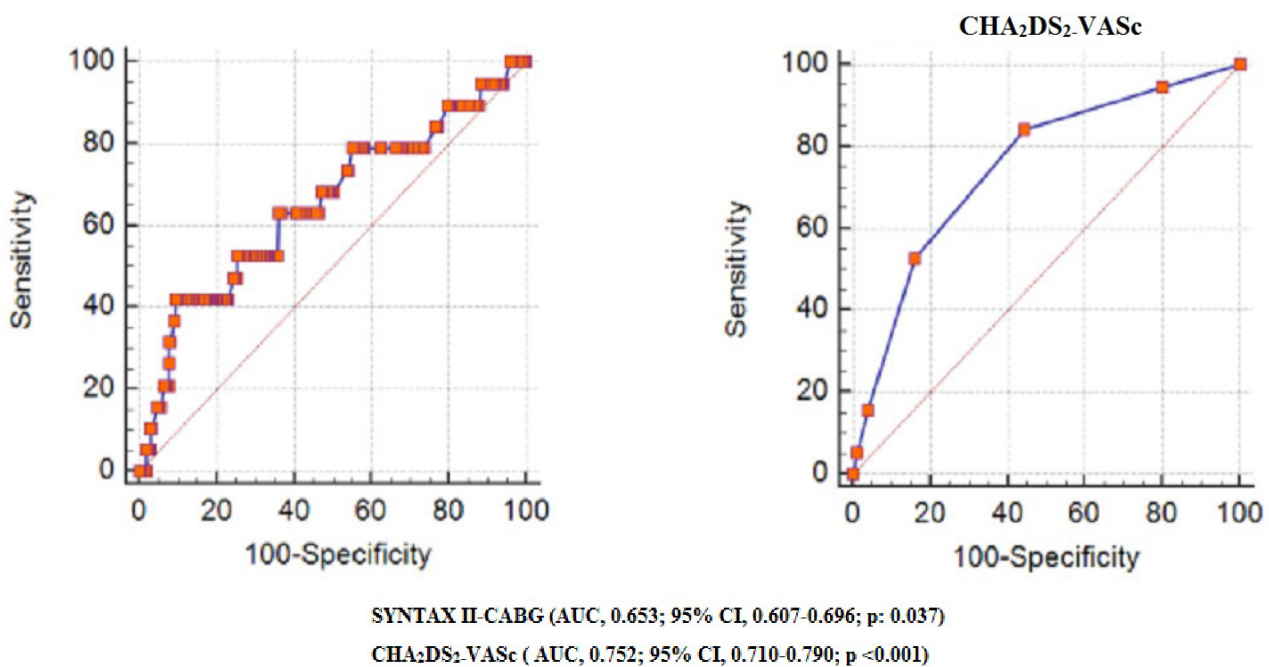 CHA₂DS₂-VASc
100
80
60
40
20
0
Sensitivity
0 20 40 60 80 100
100-Specificity
100
80
60
40
20
0
Sensitivity
0 20 40 60 80 100
100-Specificity
SYNTAX II-CABG (AUC, 0.653; 95% CI, 0.607-0.696; p: 0.037)
CHA₂DS₂-VASc ( AUC, 0.752; 95% CI, 0.710-0.790; p <0.001)